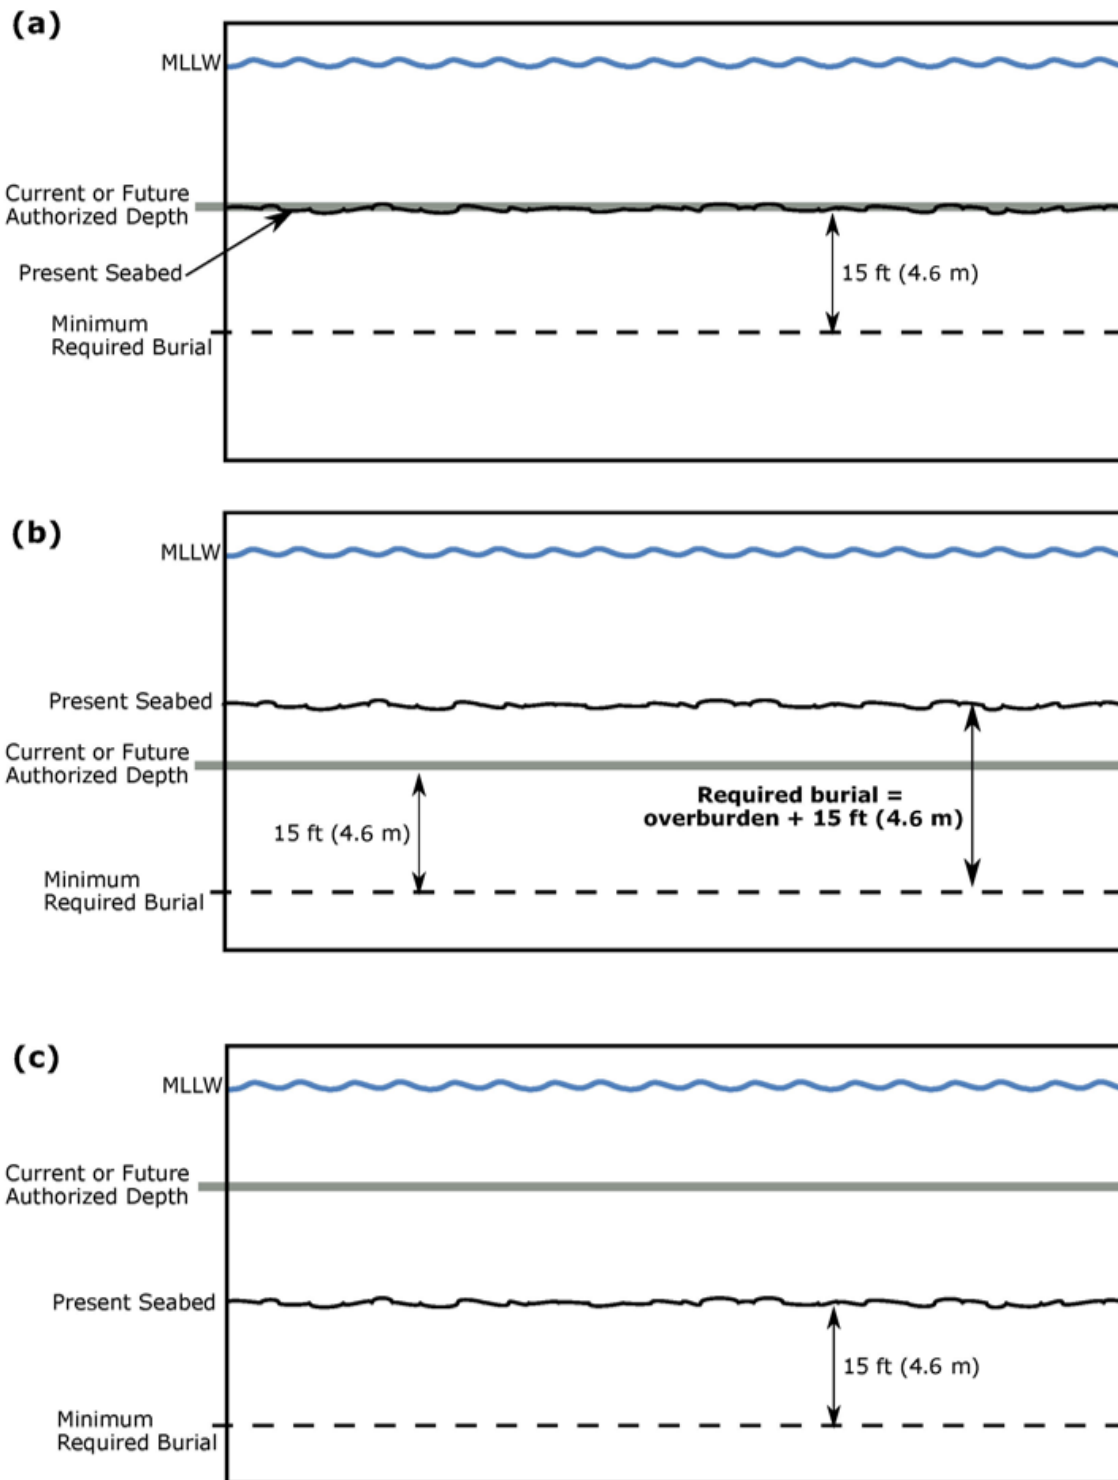 (a)
MLLW
Current or Future
Authorized Depth
Present Seabed
15 ft (4.6 m)
Minimum
Required Burial
(b)
MLLW
Present Seabed
Current or Future
Authorized Depth
Required burial =
overburden + 15 ft (4.6 m)
15 ft (4.6 m)
Minimum
Required Burial
(c)
MLLW
Current or Future
Authorized Depth
Present Seabed
15 ft (4.6 m)
Minimum
Required Burial